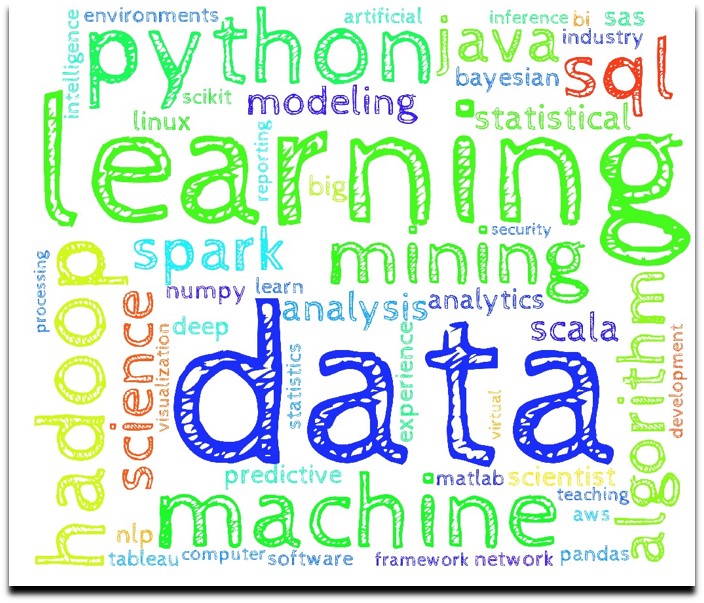 environments
artificial
inference
bi
sas
intelligence
python
java
industry
sql
bayesian
scikit
modeling
linux
statistical
learning
reporting
big
security
spark
mining
hadoop
processing
numpy
learn
analysis
analytics
scala
science
visualization
deep
data
statistics
experience
virtual
algorithm
development
predictive
matlab
scientist
machine
teaching
aws
nlp
tableau
computer
software
framework
network
pandas